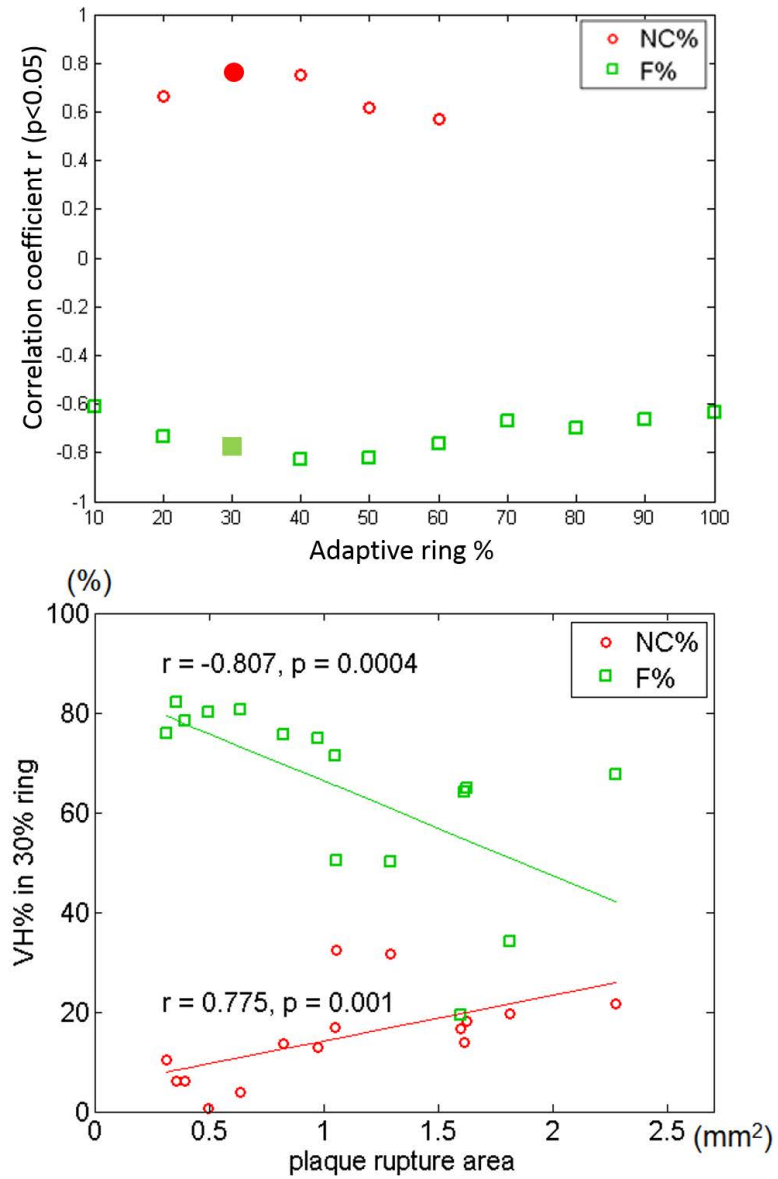 Correlation coefficient r (p<0.05)
1
0.8
0.6
0.4
0.2
0
-0.2
-0.4
-0.6
-0.8
-1
NC%
F%
10 20 30 40 50 60 70 80 90 100
Adaptive ring %
(%)
VH% in 30% ring
100
80
60
40
20
0
NC%
F%
r = -0.807, p = 0.0004
r = 0.775, p = 0.001
0 0.5 1 1.5 2 2.5 (mm²)
plaque rupture area